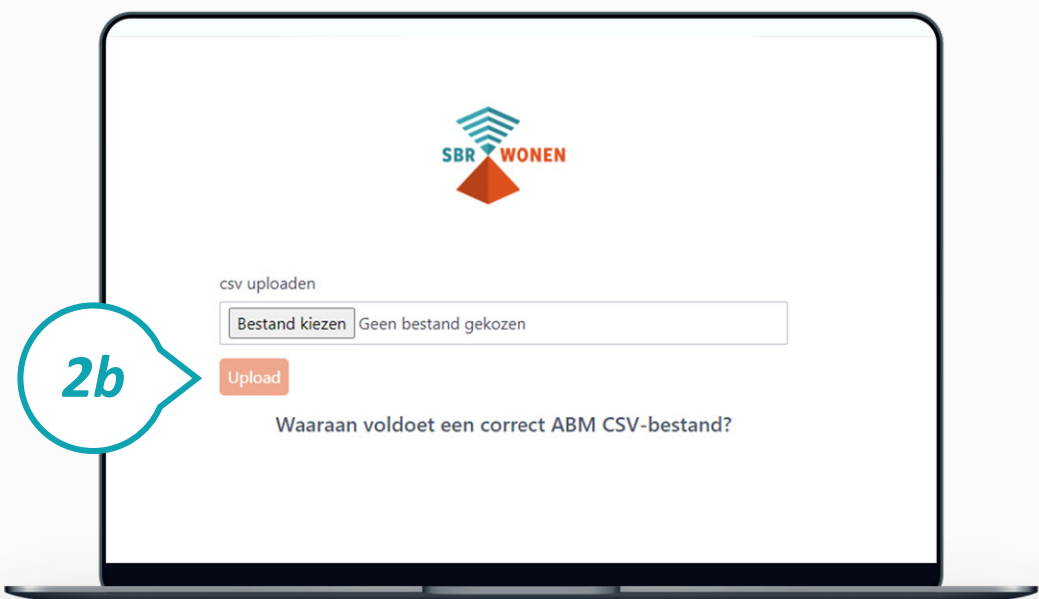 SBR WONEN
csv uploaden
Bestand kiezen Geen bestand gekozen
2b
Upload
Waaraan voldoet een correct ABM CSV-bestand?